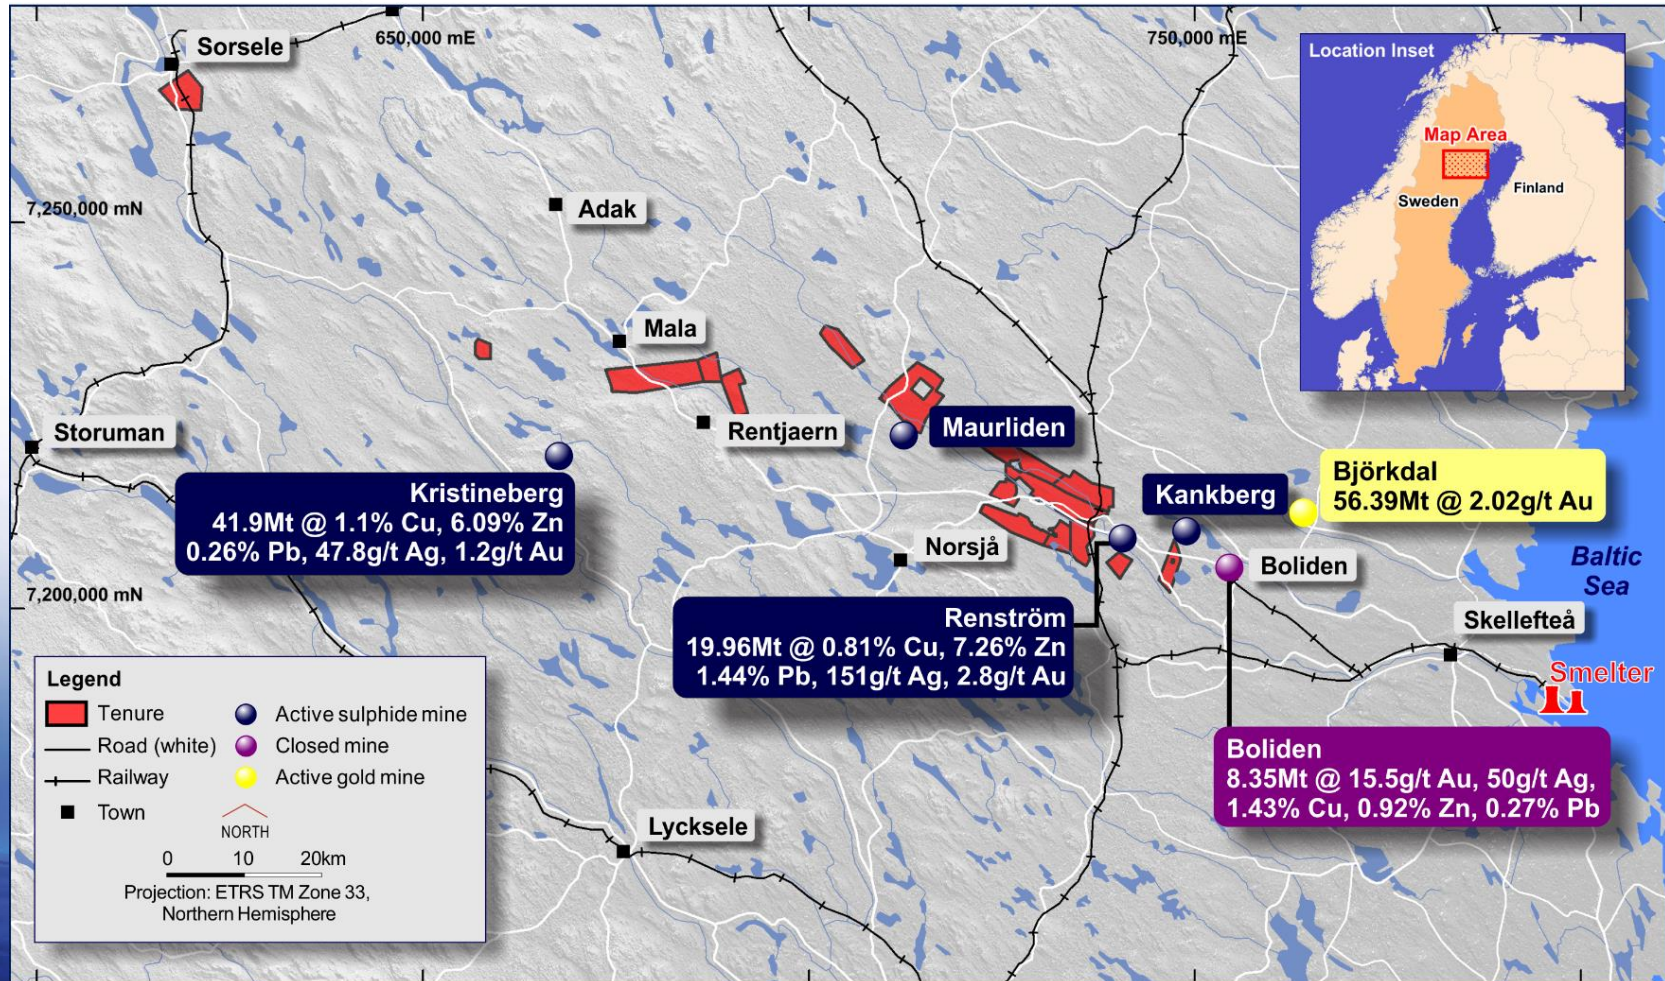 650,000 mE
750,000 mE
Sorsele
Location Inset
Map Area
Sweden
Finland
7,250,000 mN
Adak
Mala
Storuman
Rentjaern
Maurliden
Kristineberg
41.9Mt @ 1.1% Cu, 6.09% Zn
0.26% Pb, 47.8g/t Ag, 1.2g/t Au
Kankberg
Björkdal
56.39Mt @ 2.02g/t Au
Norsjå
Boliden
Baltic
Sea
7,200,000 mN
Renström
19.96Mt @ 0.81% Cu, 7.26% Zn
1.44% Pb, 151g/t Ag, 2.8g/t Au
Skellefteå
Smelter
Boliden
8.35Mt @ 15.5g/t Au, 50g/t Ag,
1.43% Cu, 0.92% Zn, 0.27% Pb
Lycksele
Legend
Tenure
Road (white)
Railway
Town
Active sulphide mine
Closed mine
Active gold mine
NORTH
0 10 20km
Projection: ETRS TM Zone 33,
Northern Hemisphere